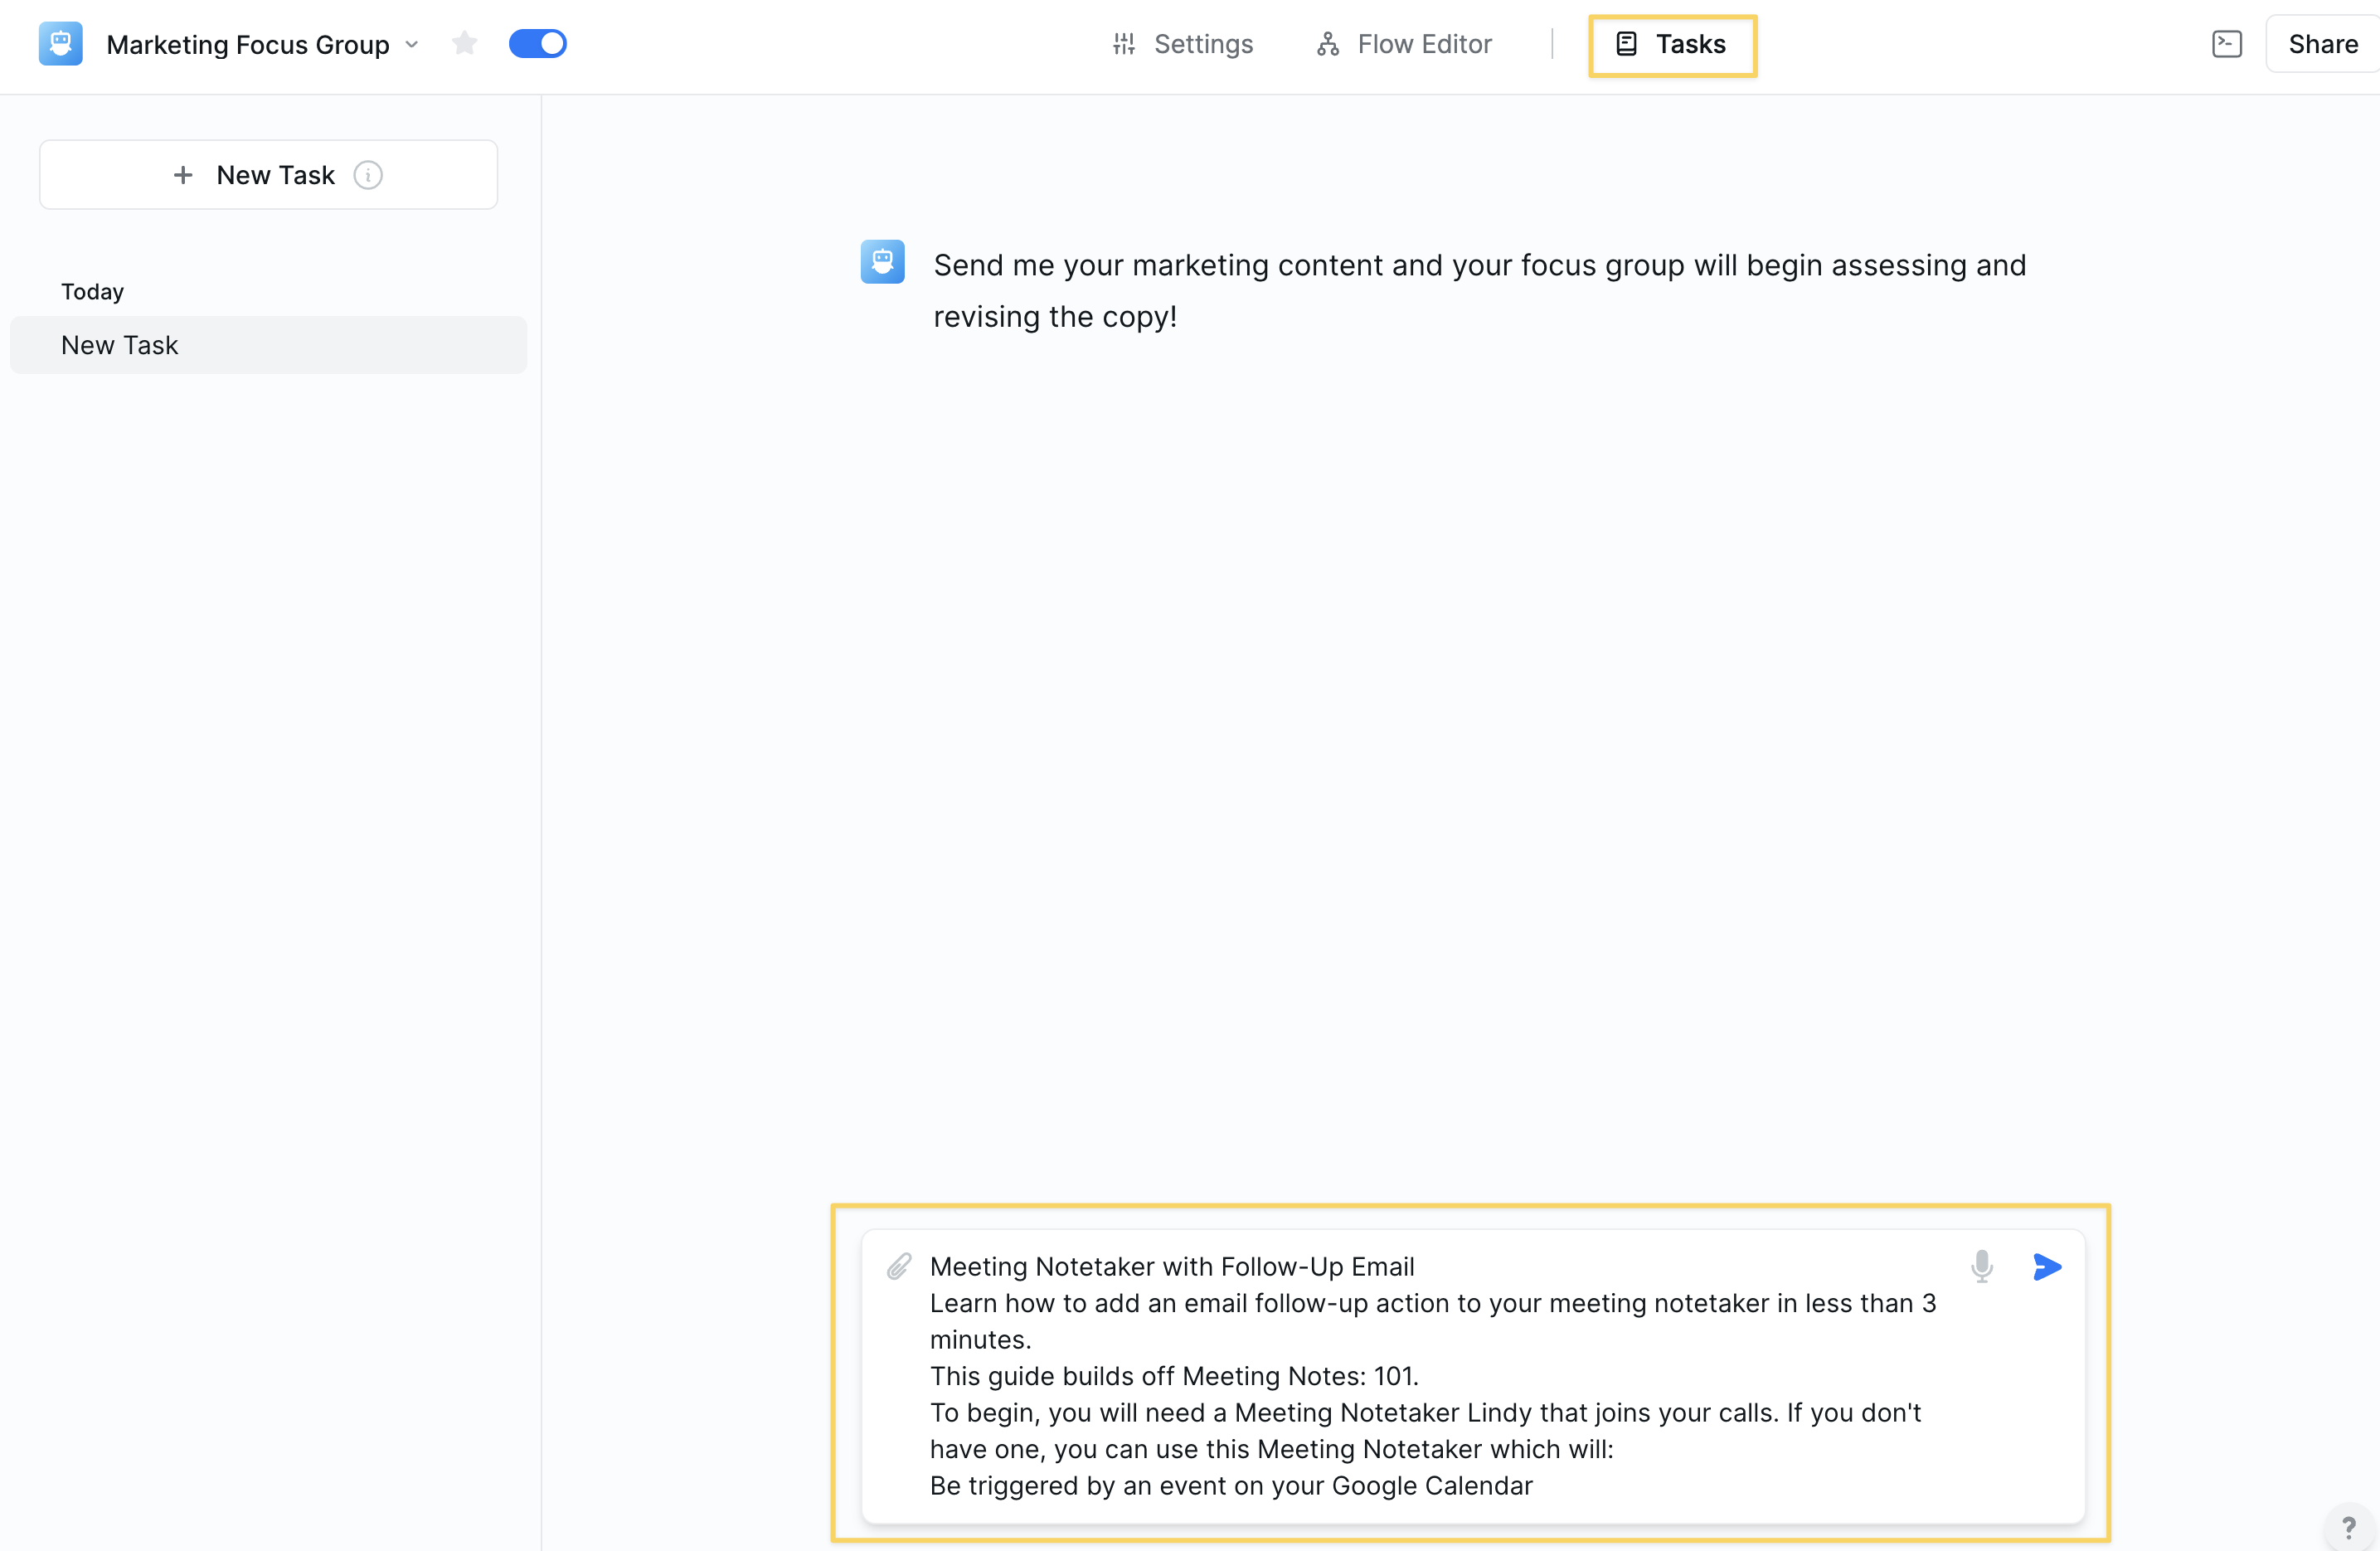 Marketing Focus Group
Settings
Flow Editor
Tasks
Share
+ New Task
Today
New Task
Send me your marketing content and your focus group will begin assessing and
revising the copy!
Meeting Notetaker with Follow-Up Email
Learn how to add an email follow-up action to your meeting notetaker in less than 3
minutes.
This guide builds off Meeting Notes: 101.
To begin, you will need a Meeting Notetaker Lindy that joins your calls. If you don't
have one, you can use this Meeting Notetaker which will:
Be triggered by an event on your Google Calendar
?